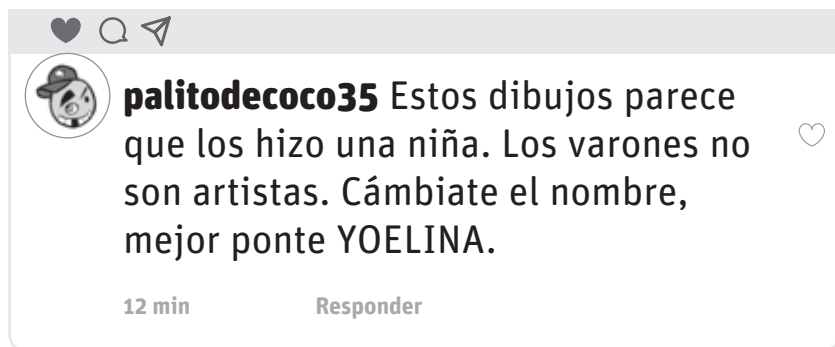 palitodecoco35 Estos dibujos parece
que los hizo una niña. Los varones no
son artistas. Cámbiate el nombre,
mejor ponte YOELINA.
12 min Responder